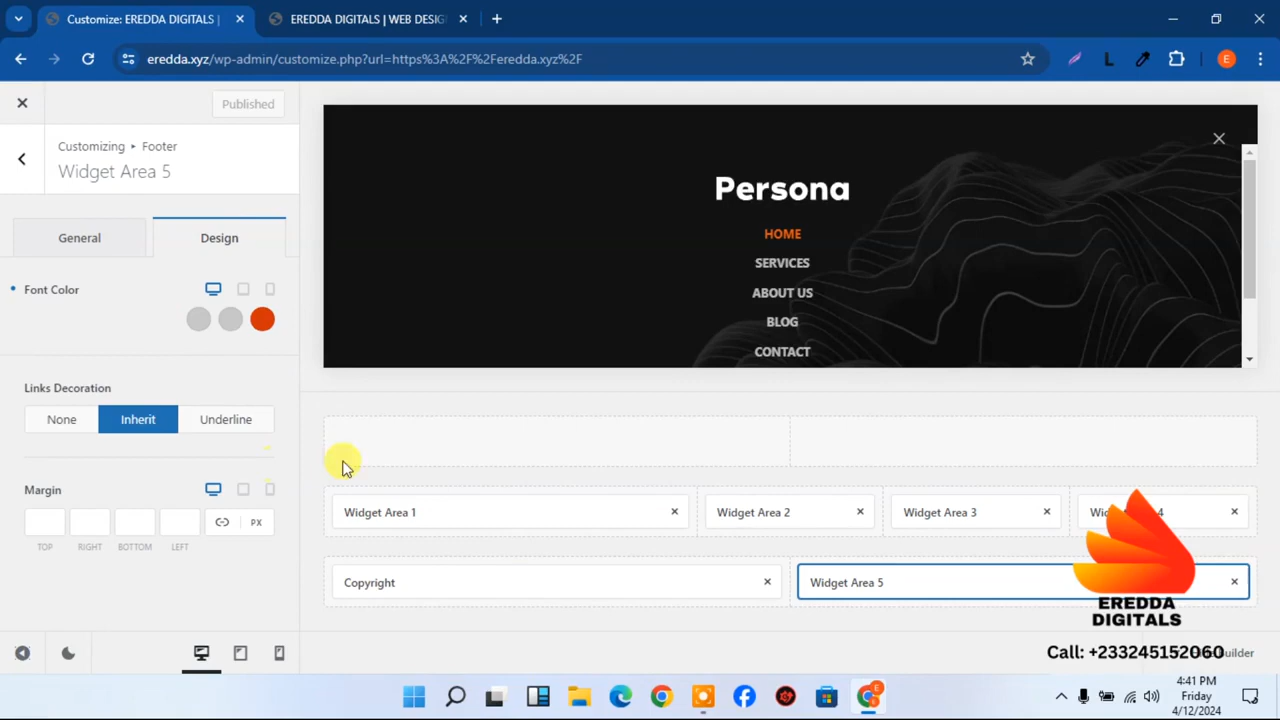 Customize: EREDDA DIGITALS |
EREDDA DIGITALS | WEB DESIG
eredda.xyz/wp-admin/customize.php?url=https%3A%2F%2Feredda.xyz%2F
L
E
Published
Customizing ▸ Footer
Widget Area 5
General
Design
Font Color
Links Decoration
None
Inherit
Underline
Margin
PX
TOP
RIGHT
BOTTOM
LEFT
Persona
HOME
SERVICES
ABOUT US
BLOG
CONTACT
Widget Area 1
Widget Area 2
Widget Area 3
Copyright
Widget Area 5
EREDDA
DIGITALS
Call: +233245152060
E
4:41 PM
Friday
4/12/2024